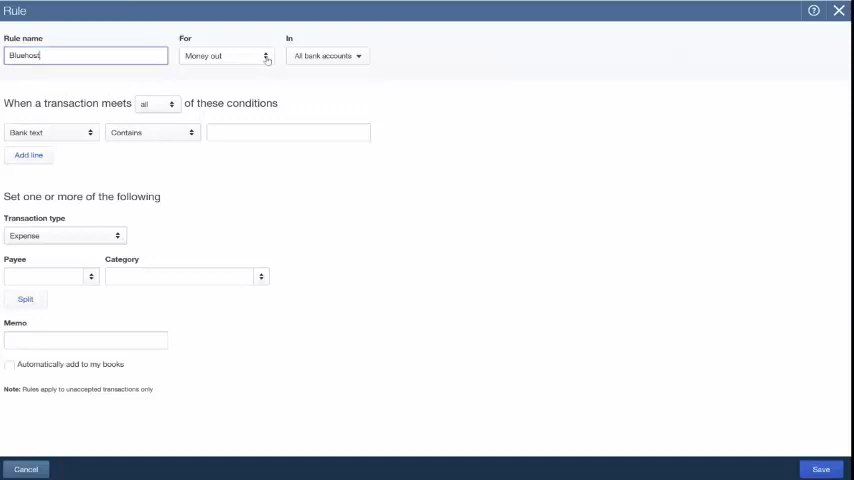 Rule
Rule name For In
Bluehost Money out All bank accounts
When a transaction meets all of these conditions
Bank text Contains
Add line
Set one or more of the following
Transaction type
Expense
Payee Category
Split
Memo
Automatically add to my books
Note: Rules apply to unaccepted transactions only
Cancel Save